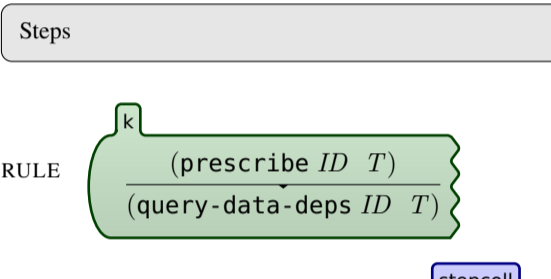 Steps
k
RULE
(prescribe ID T)
(query-data-deps ID T)